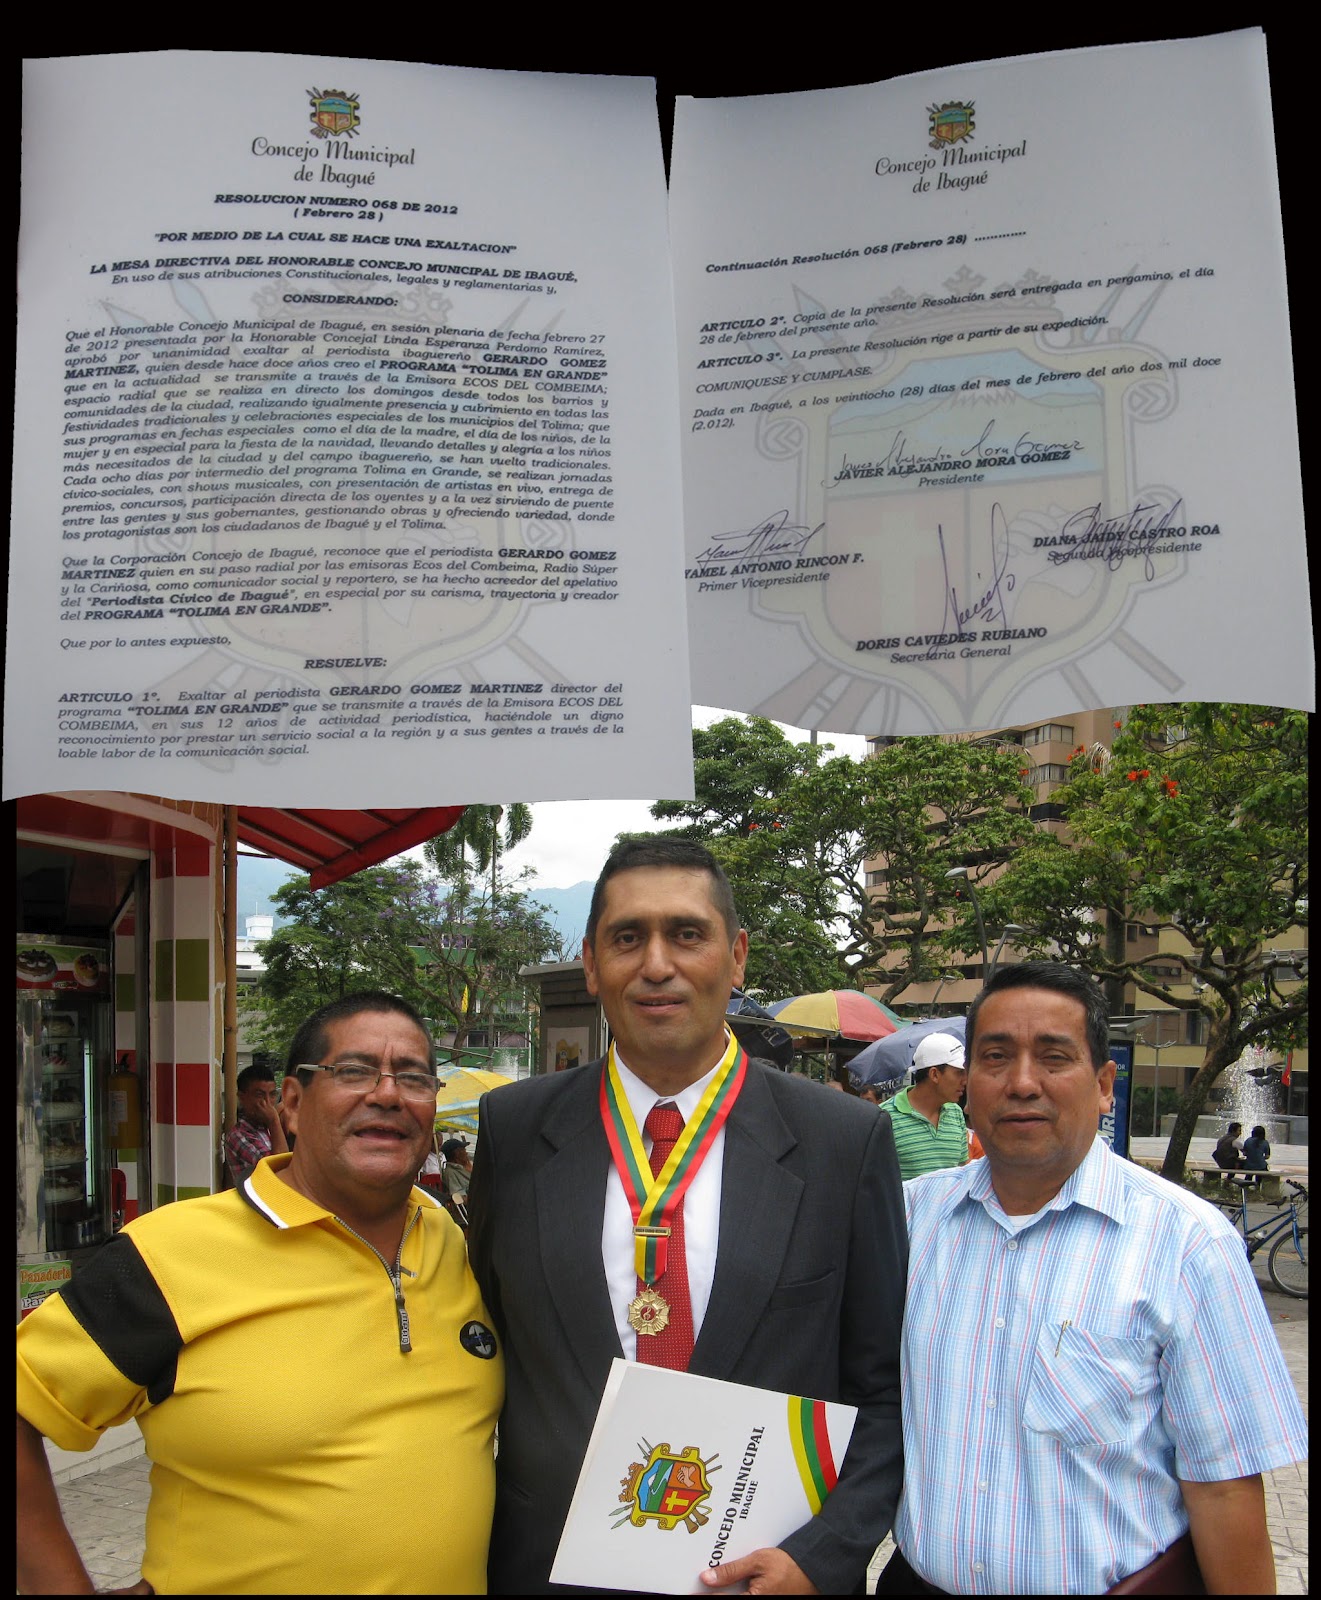 Concejo Municipal
de Ibagué
RESOLUCION NUMERO 068 DE 2012
( Febrero 28 )
"POR MEDIO DE LA CUAL SE HACE UNA EXALTACION"
LA MESA DIRECTIVA DEL HONORABLE CONCEJO MUNICIPAL DE IBAGUÉ,
En uso de sus atribuciones Constitucionales, legales y reglamentarias y,
CONSIDERANDO:
Que el Honorable Concejo Municipal de Ibagué, en sesión plenaria de fecha febrero 27
de 2012 presentada por la Honorable Concejal Linda Esperanza Perdomo Ramírez,
aprobó por unanimidad exaltar al periodista ibaguereño GERARDO GOMEZ
MARTINEZ, quien desde hace doce años creo el PROGRAMA "TOLIMA EN GRANDE"
que en la actualidad se transmite a través de la Emisora ECOS DEL COMBEIMA;
espacio radial que se realiza en directo los domingos desde todos los barrios y
comunidades de la ciudad, realizando igualmente presencia y cubrimiento en todas las
festividades tradicionales y celebraciones especiales de los municipios del Tolima; que
sus programas en fechas especiales como el día de la madre, el día de los niños, de la
mujer y en especial para la fiesta de la navidad, llevando detalles y alegría a los niños
más necesitados de la ciudad y del campo ibaguereño, se han vuelto tradicionales.
Cada ocho días por intermedio del programa Tolima en Grande, se realizan jornadas
cívico-sociales, con shows musicales, con presentación de artistas en vivo, entrega de
premios, concursos, participación directa de los oyentes y a la vez sirviendo de puente
entre las gentes y sus gobernantes, gestionando obras y ofreciendo variedad, donde
los protagonistas son los ciudadanos de Ibagué y el Tolima.
Que la Corporación Concejo de Ibagué, reconoce que el periodista GERARDO GOMEZ
MARTINEZ quien en su paso radial por las emisoras Ecos del Combeima, Radio Súper
y la Cariñosa, como comunicador social y reportero, se ha hecho acreedor del apelativo
del "Periodista Cívico de Ibagué", en especial por su carisma, trayectoria y creador
del PROGRAMA "TOLIMA EN GRANDE".
Que por lo antes expuesto,
RESUELVE:
ARTICULO 1º. Exaltar al periodista GERARDO GOMEZ MARTINEZ director del
programa "TOLIMA EN GRANDE" que se transmite a través de la Emisora ECOS DEL
COMBEIMA, en sus 12 años de actividad periodística, haciéndole un digno
reconocimiento por prestar un servicio social a la región y a sus gentes a través de la
loable labor de la comunicación social.
Concejo Municipal
de Ibagué
Continuación Resolución 068 (Febrero 28) .............
ARTICULO 2º. Copia de la presente Resolución será entregada en pergamino, el día
28 de febrero del presente año.
ARTICULO 3º. La presente Resolución rige a partir de su expedición.
COMUNIQUESE Y CUMPLASE.
Dada en Ibagué, a los veintiocho (28) días del mes de febrero del año dos mil doce
(2.012).
JAVIER ALEJANDRO MORA GOMEZ
Presidente
YAMEL ANTONIO RINCON F.
Primer Vicepresidente
DIANA JAIDY CASTRO ROA
Segunda Vicepresidente
DORIS CAVIEDES RUBIANO
Secretaria General
Panaderia
CONCEJO MUNICIPAL
IBAGUE